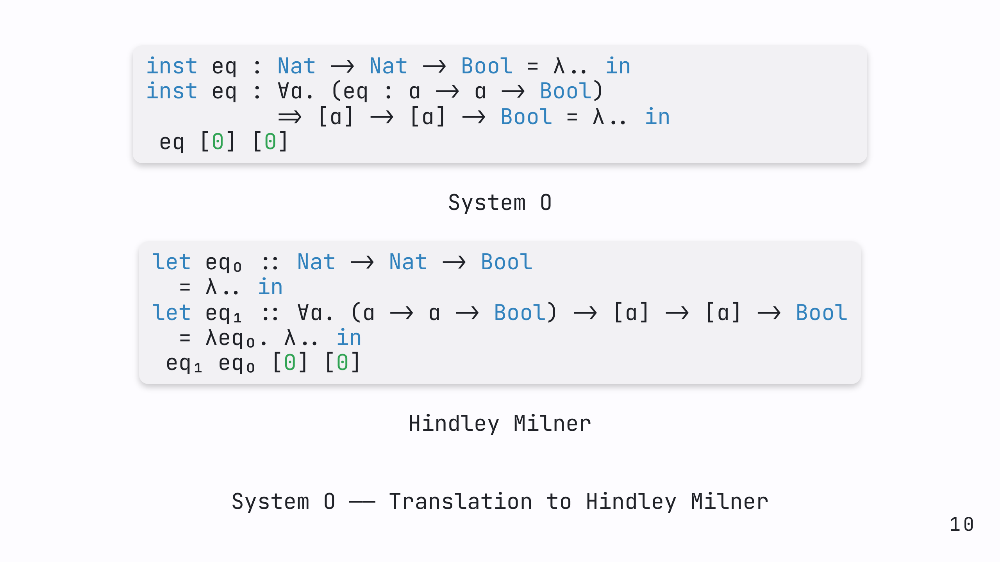 inst eq : Nat → Nat → Bool = λ.. in
inst eq : ∀α. (eq : α → α → Bool)
⇒ [α] → [α] → Bool = λ.. in
eq [0] [0]
System O
let eq₀ :: Nat → Nat → Bool
= λ.. in
let eq₁ :: ∀α. (α → α → Bool) → [α] → [α] → Bool
= λeq₀. λ.. in
eq₁ eq₀ [0] [0]
Hindley Milner
System O —— Translation to Hindley Milner
10